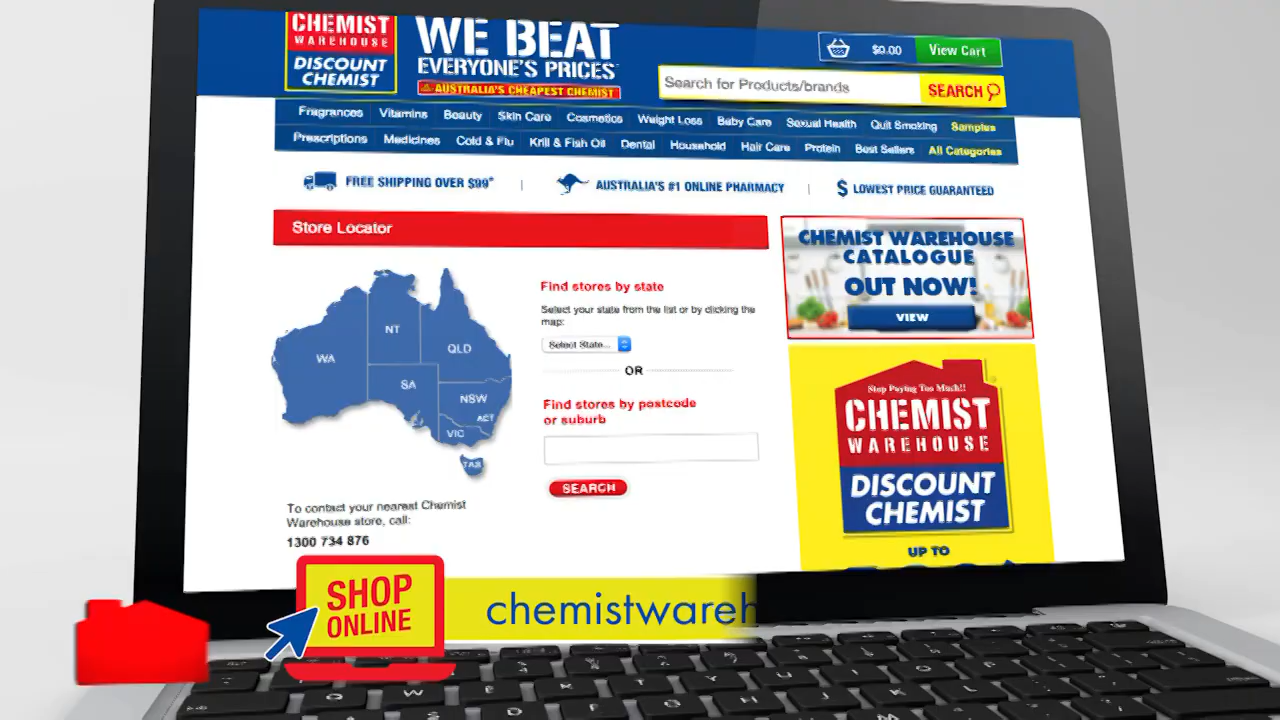 CHEMIST
WAREHOUSE
DISCOUNT
CHEMIST
WE BEAT
EVERYONE'S PRICES
AUSTRALIA'S CHEAPEST CHEMIST
$0.00 View Cart
Search for Products/brands SEARCH
Fragrances Vitamins Beauty Skin Care Cosmetics Weight Loss Baby Care Sexual Health Quit Smoking Samples
Prescriptions Medicines Cold & Flu Krill & Fish Oil Dental Household Hair Care Protein Best Sellers All Categories
FREE SHIPPING OVER $99* | AUSTRALIA'S #1 ONLINE PHARMACY | $ LOWEST PRICE GUARANTEED
Store Locator
WA
NT
QLD
SA
NSW
ACT
VIC
TAS
Find stores by state
Select your state from the list or by clicking the
map:
Select State...
OR
Find stores by postcode
or suburb
SEARCH
To contact your nearest Chemist
Warehouse store, call:
1300 734 876
CHEMIST WAREHOUSE
CATALOGUE
OUT NOW!
VIEW
Stop Paying Too Much!!
CHEMIST
WAREHOUSE
DISCOUNT
CHEMIST
UP TO
SHOP
ONLINE
chemistwareh